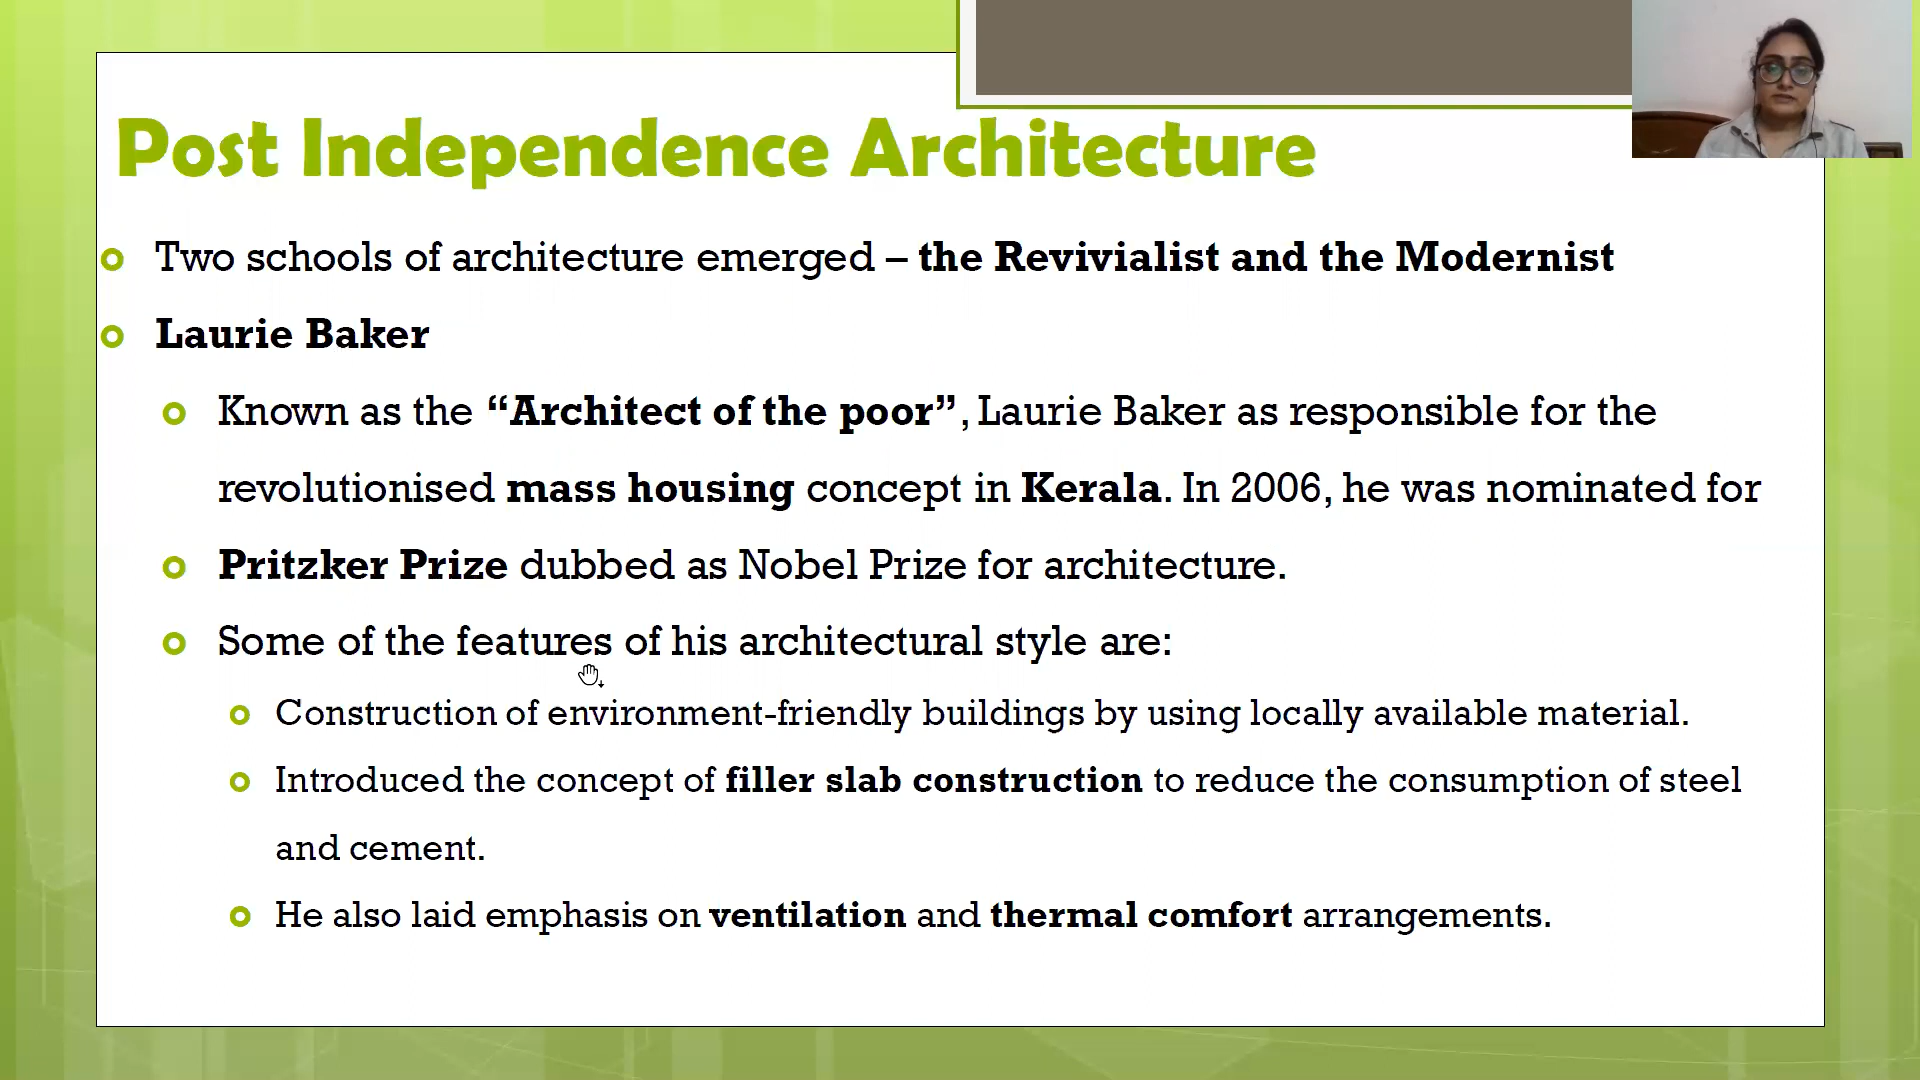 Post Independence Architecture
Two schools of architecture emerged – the Revivialist and the Modernist
Laurie Baker
Known as the “Architect of the poor”, Laurie Baker as responsible for the
revolutionised mass housing concept in Kerala. In 2006, he was nominated for
Pritzker Prize dubbed as Nobel Prize for architecture.
Some of the features of his architectural style are:
Construction of environment-friendly buildings by using locally available material.
Introduced the concept of filler slab construction to reduce the consumption of steel
and cement.
He also laid emphasis on ventilation and thermal comfort arrangements.